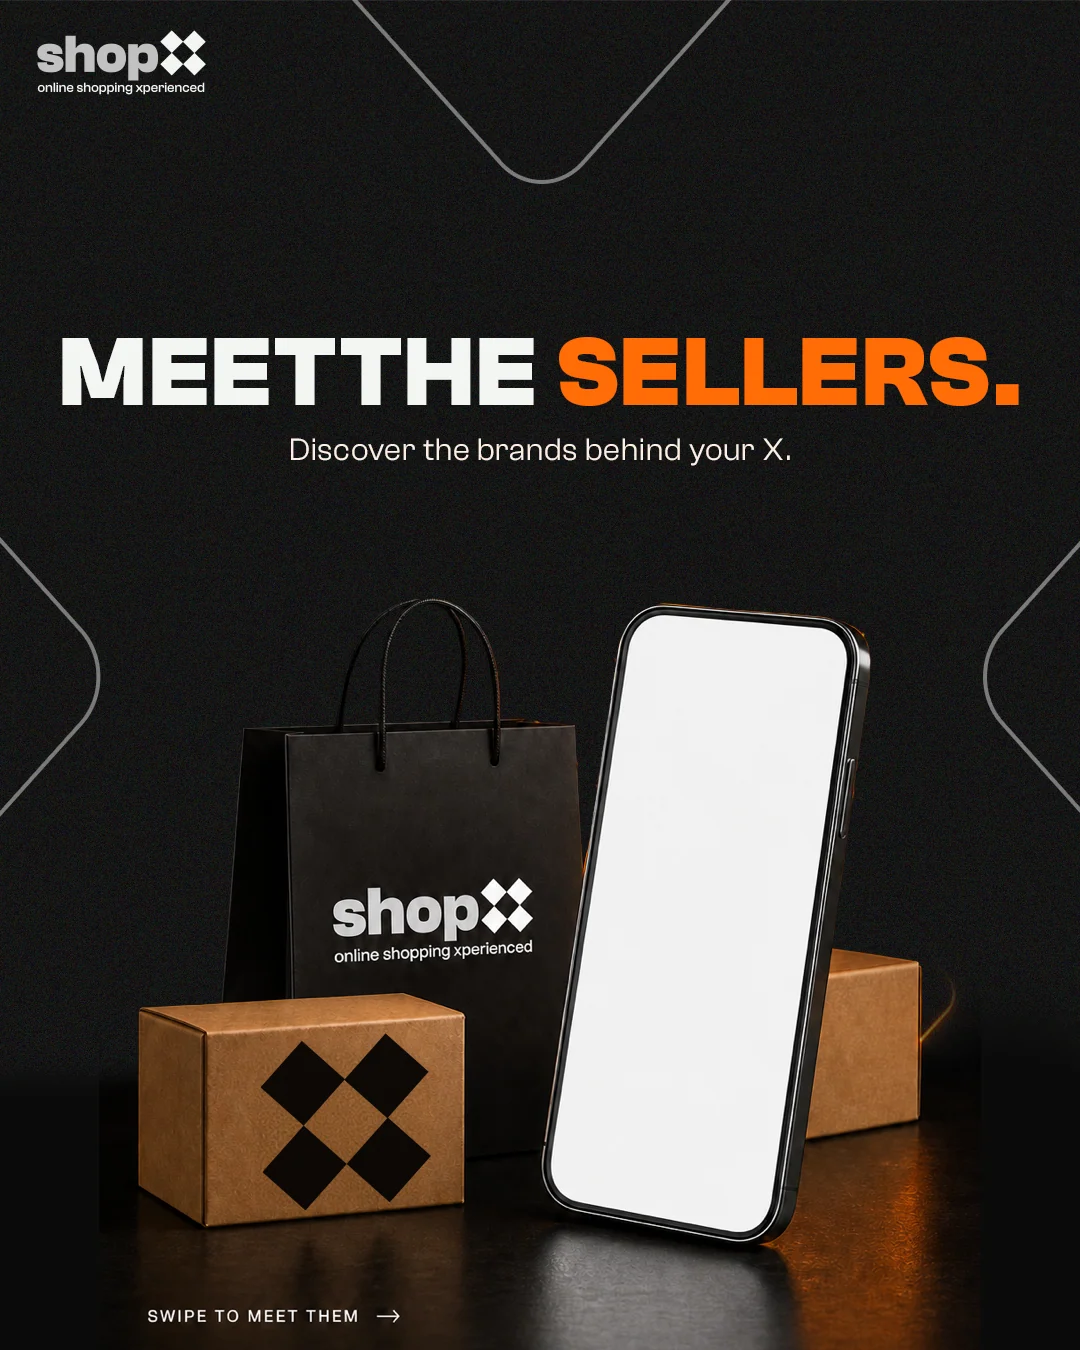 shop
online shopping xperienced
MEETTHE SELLERS.
Discover the brands behind your X.
shop
online shopping xperienced
SWIPE TO MEET THEM →